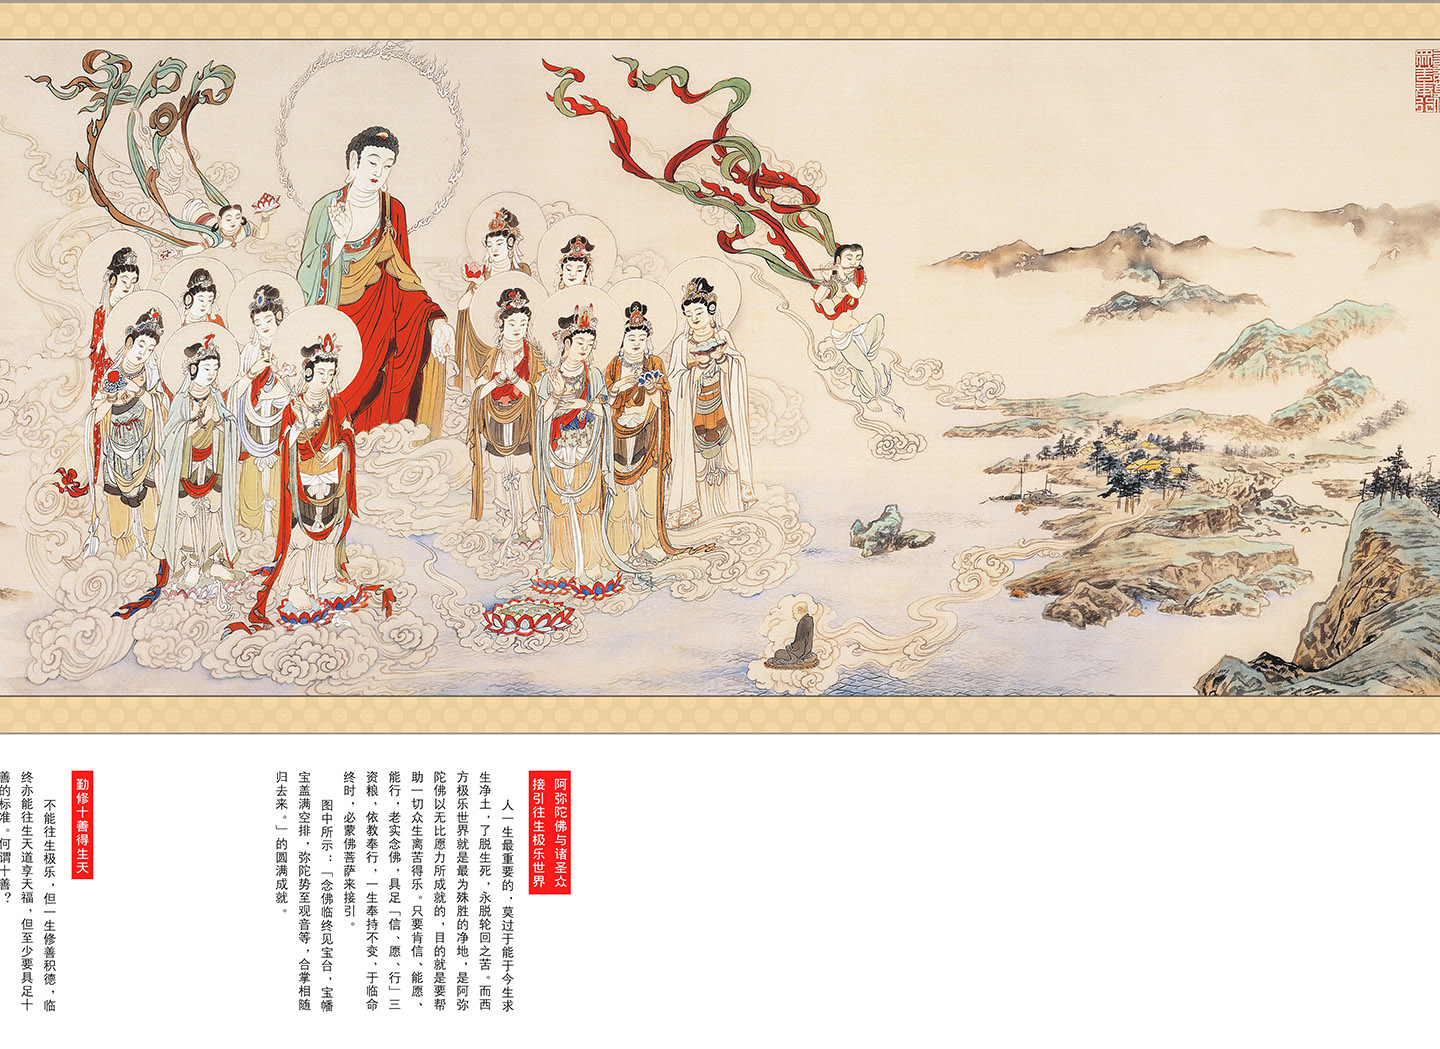 阿弥陀佛与诸圣众
接引往生极乐世界
人一生最重要的，莫过于能于今生求
生净土，了脱生死，永脱轮回之苦。而西
方极乐世界就是最为殊胜的净地，是阿弥
陀佛以无比愿力所成就的，目的就是要帮
助一切众生离苦得乐。只要肯信、能愿、
能行，老实念佛，具足「信、愿、行」三
资粮，依教奉行，一生奉持不变，于临命
终时，必蒙佛菩萨来接引。
图中所示：「念佛临终见宝台，宝幡
宝盖满空排，弥陀势至观音等，合掌相随
归去来。」的圆满成就。
勤修十善得生天
不能往生极乐，但一生修善积德，临
终亦能往生天道享天福，但至少要具足十
善的标准。何谓十善？